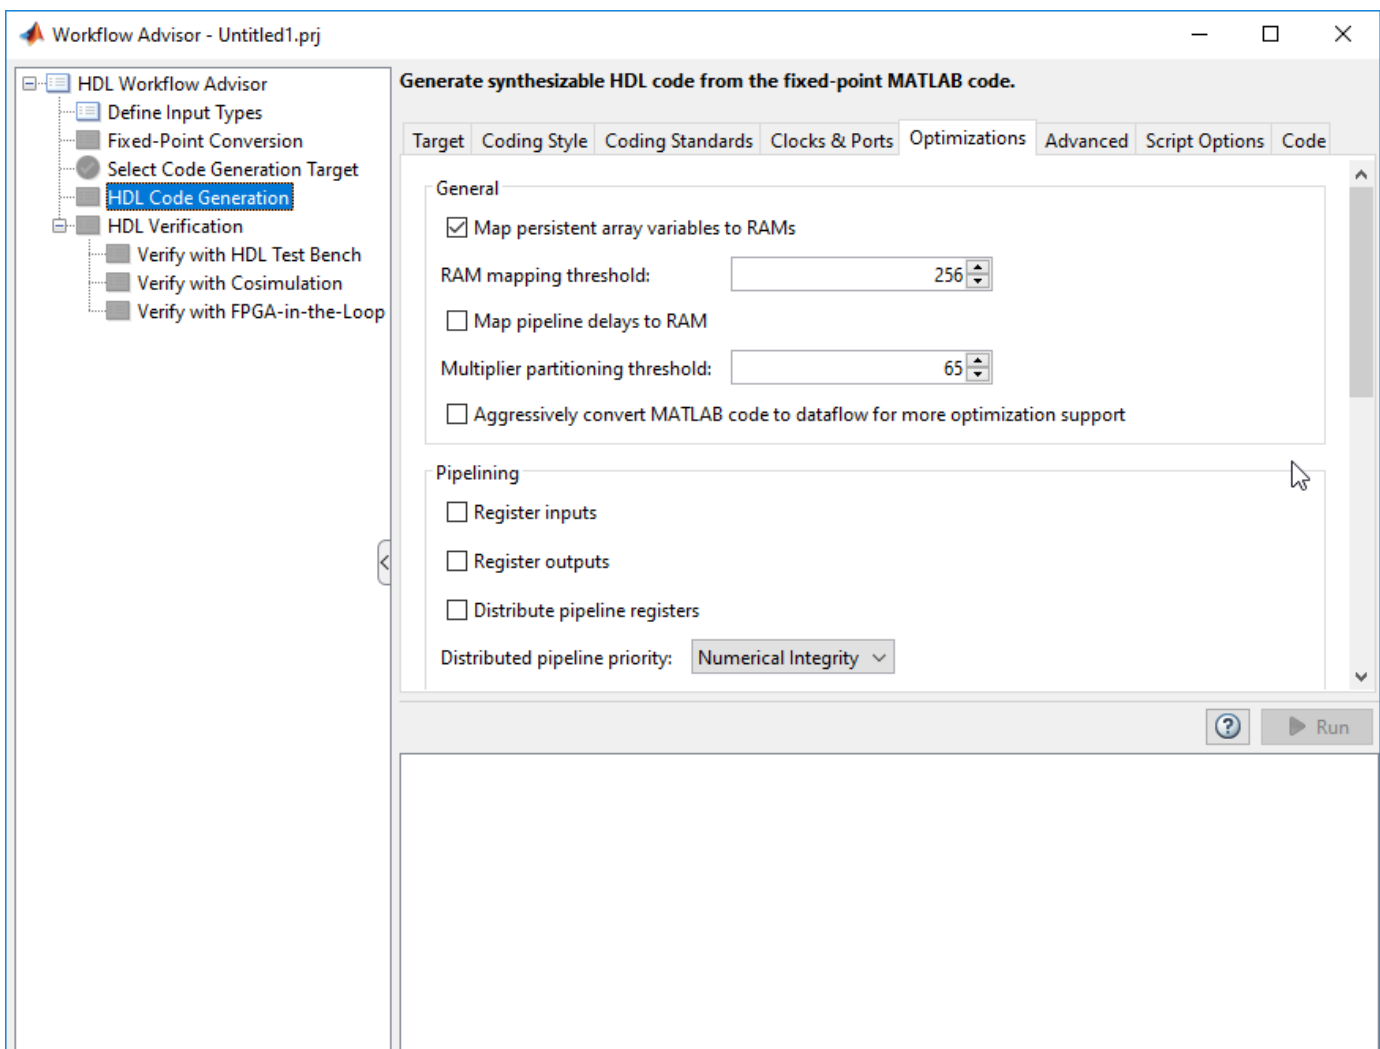 Workflow Advisor - Untitled1.prj
HDL Workflow Advisor
Define Input Types
Fixed-Point Conversion
Select Code Generation Target
HDL Code Generation
HDL Verification
Verify with HDL Test Bench
Verify with Cosimulation
Verify with FPGA-in-the-Loop
Generate synthesizable HDL code from the fixed-point MATLAB code.
Target Coding Style Coding Standards Clocks & Ports Optimizations Advanced Script Options Code
General
Map persistent array variables to RAMs
RAM mapping threshold: 256
Map pipeline delays to RAM
Multiplier partitioning threshold: 65
Aggressively convert MATLAB code to dataflow for more optimization support
Pipelining
Register inputs
Register outputs
Distribute pipeline registers
Distributed pipeline priority: Numerical Integrity
? Run